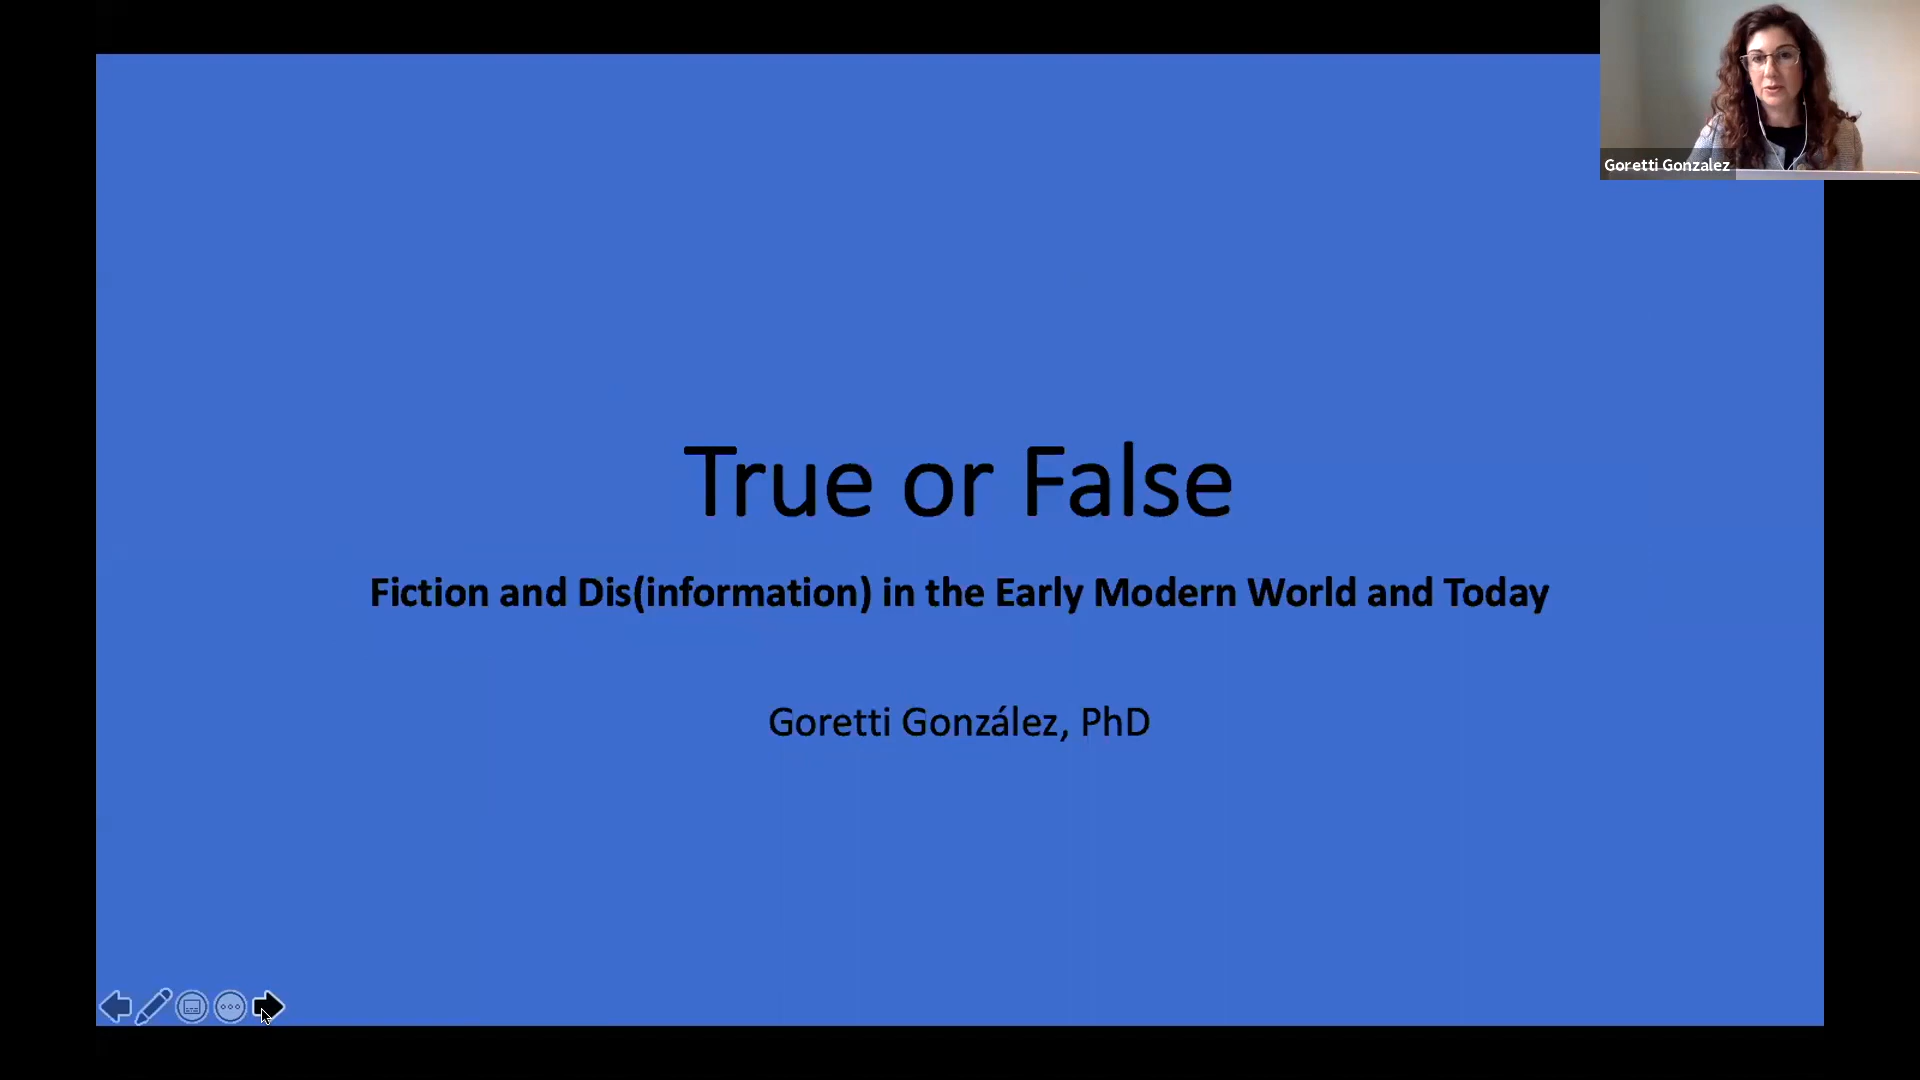 Goretti Gonzalez
True or False
Fiction and Dis(information) in the Early Modern World and Today
Goretti González, PhD